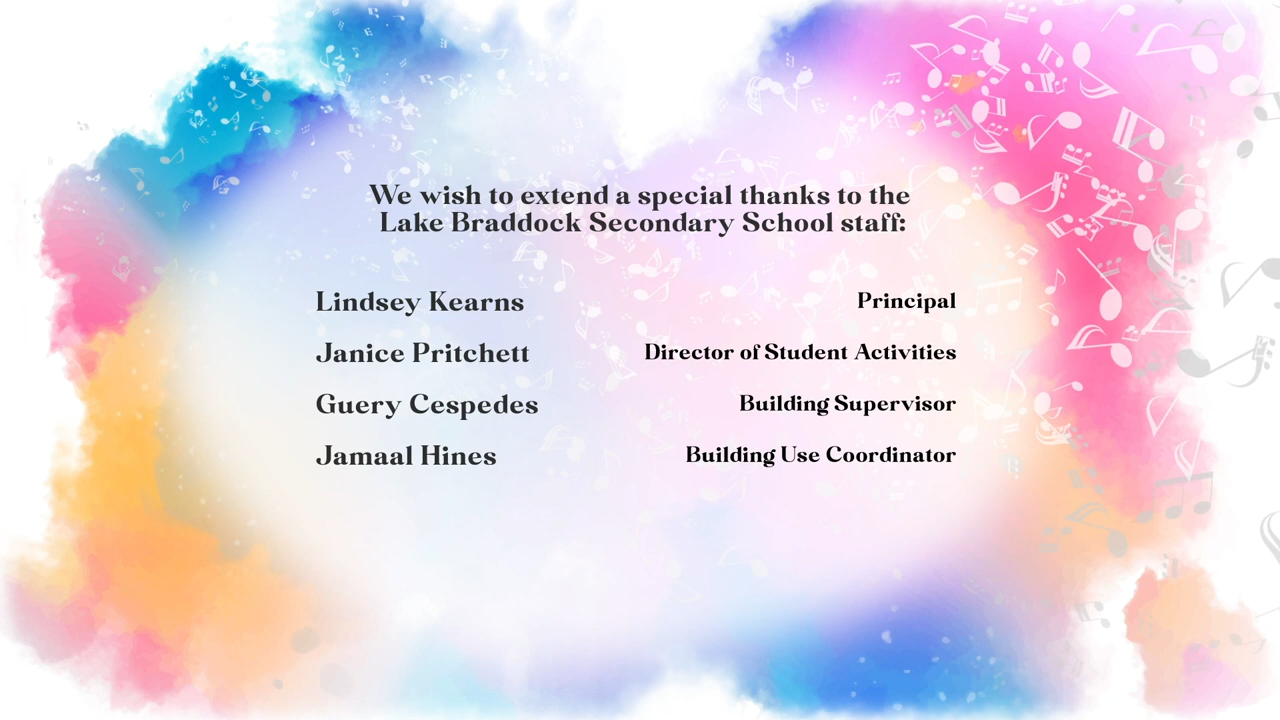 We wish to extend a special thanks to the
Lake Braddock Secondary School staff:
Lindsey Kearns Principal
Janice Pritchett Director of Student Activities
Guery Cespedes Building Supervisor
Jamaal Hines Building Use Coordinator